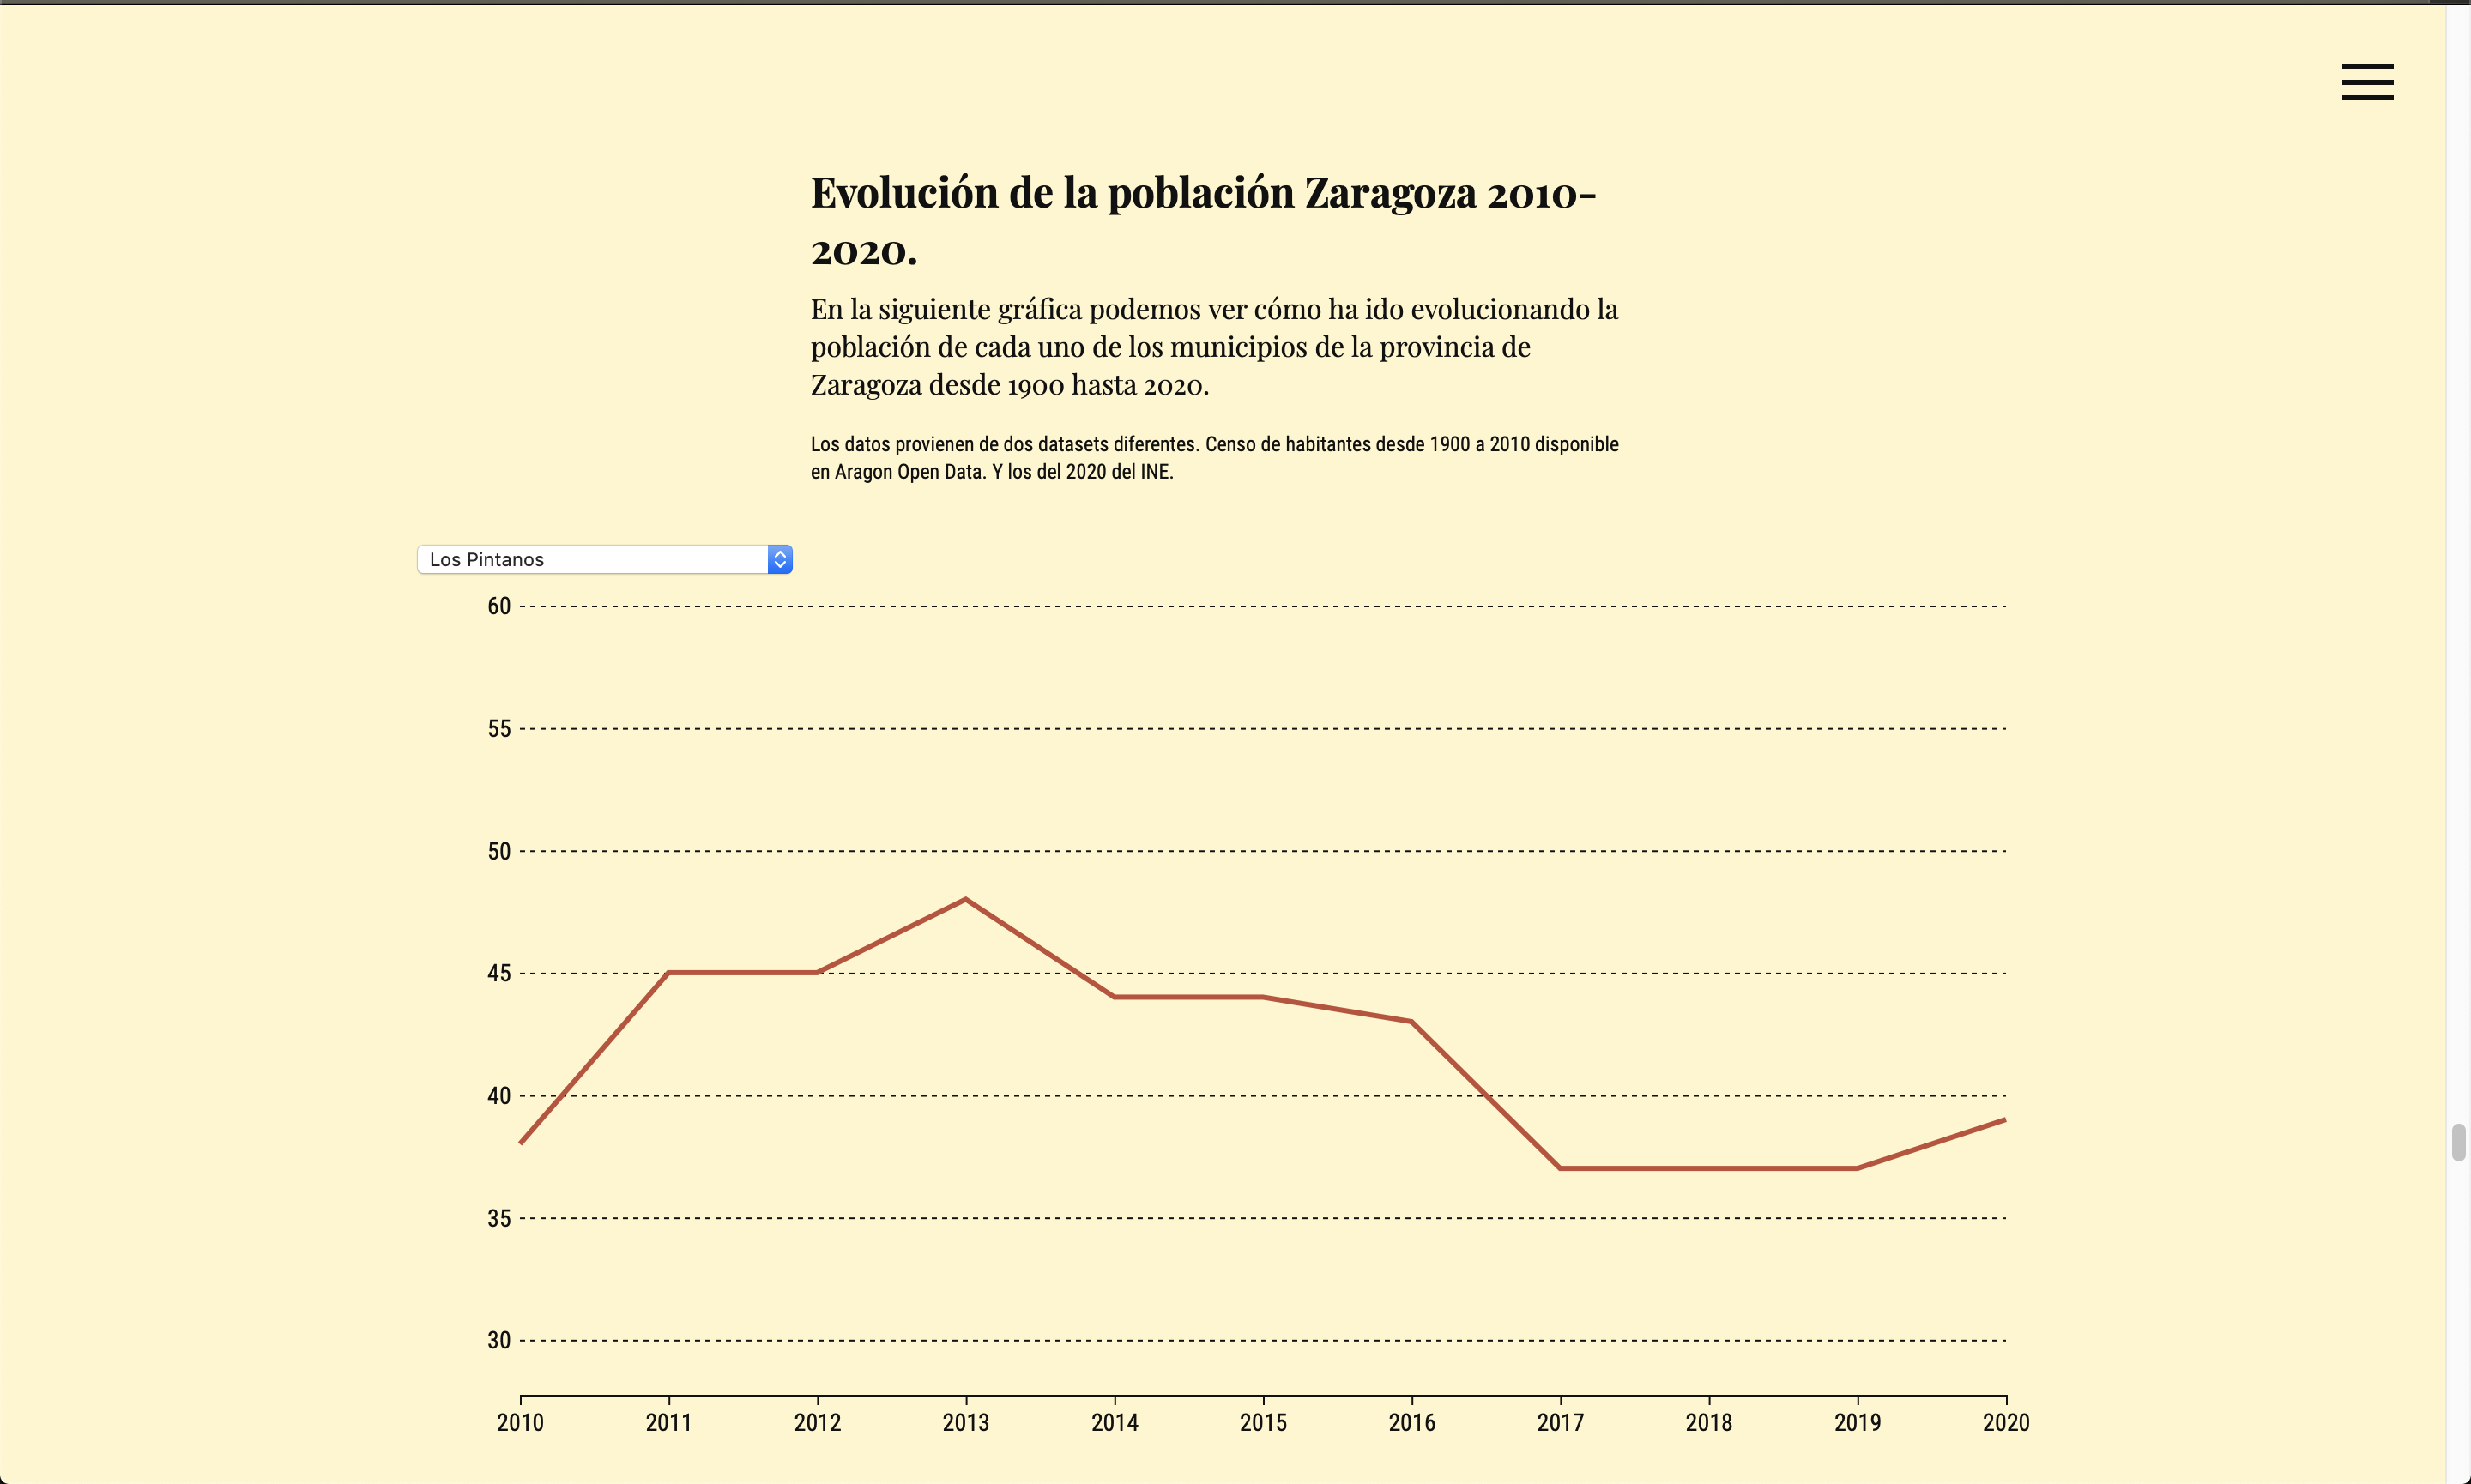 Evolución de la población Zaragoza 2010-
2020.
En la siguiente gráfica podemos ver cómo ha ido evolucionando la
población de cada uno de los municipios de la provincia de
Zaragoza desde 1900 hasta 2020.
Los datos provienen de dos datasets diferentes. Censo de habitantes desde 1900 a 2010 disponible
en Aragon Open Data. Y los del 2020 del INE.
Los Pintanos
60
55
50
45
40
35
30
2010 2011 2012 2013 2014 2015 2016 2017 2018 2019 2020